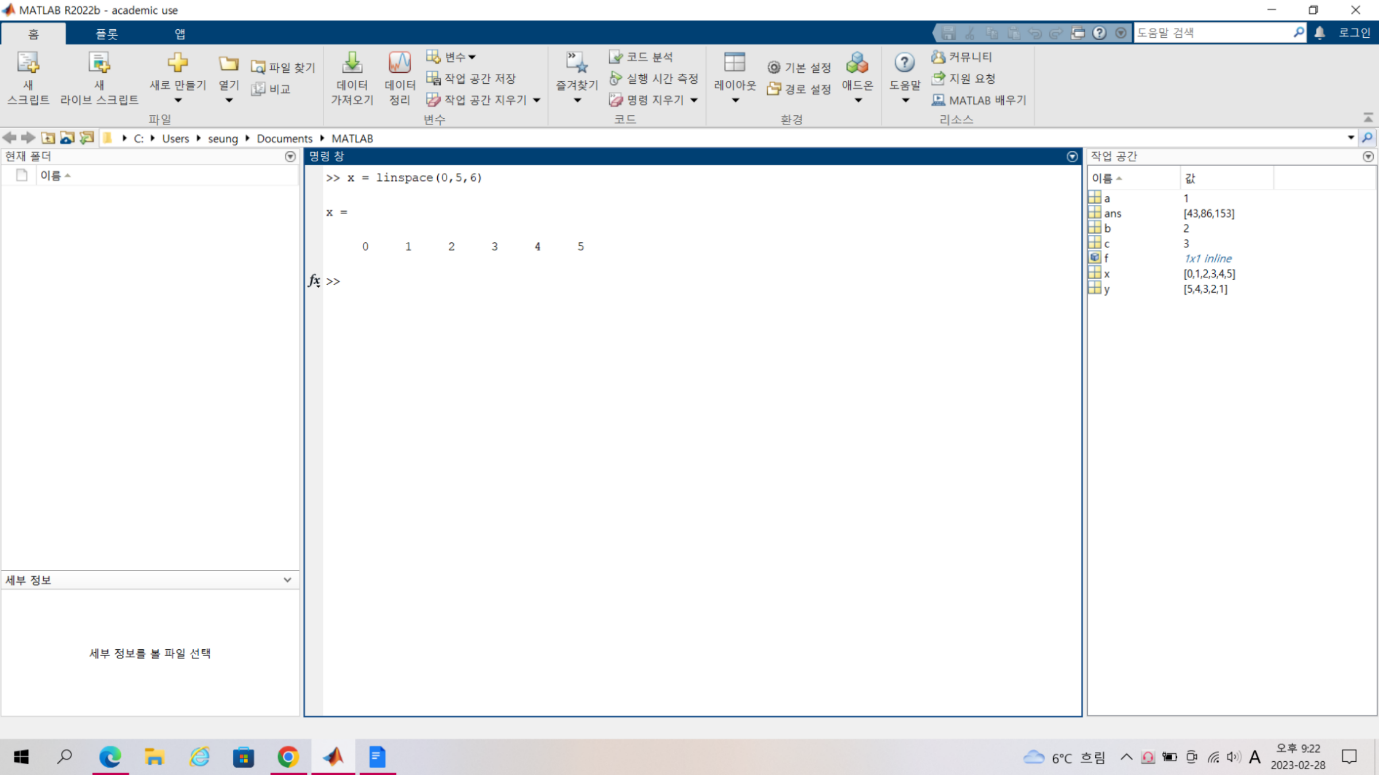 MATLAB R2022b - academic use
홈 플롯 앱
도움말 검색
로그인
새
스크립트
새
라이브 스크립트
새로 만들기
열기
파일 찾기
비교
파일
데이터
가져오기
데이터
정리
변수
작업 공간 저장
작업 공간 지우기
변수
즐겨찾기
코드 분석
실행 시간 측정
명령 지우기
코드
레이아웃
기본 설정
경로 설정
애드온
환경
도움말
커뮤니티
지원 요청
MATLAB 배우기
리소스
C: Users seung Documents MATLAB
현재 폴더
이름
세부 정보
세부 정보를 볼 파일 선택
명령 창
>> x = linspace(0,5,6)
x =
0 1 2 3 4 5
fx >>
작업 공간
이름 값
a 1
ans [43,86,153]
b 2
c 3
f 1x1 inline
x [0,1,2,3,4,5]
y [5,4,3,2,1]
6°C 흐림
A
오후 9:22
2023-02-28